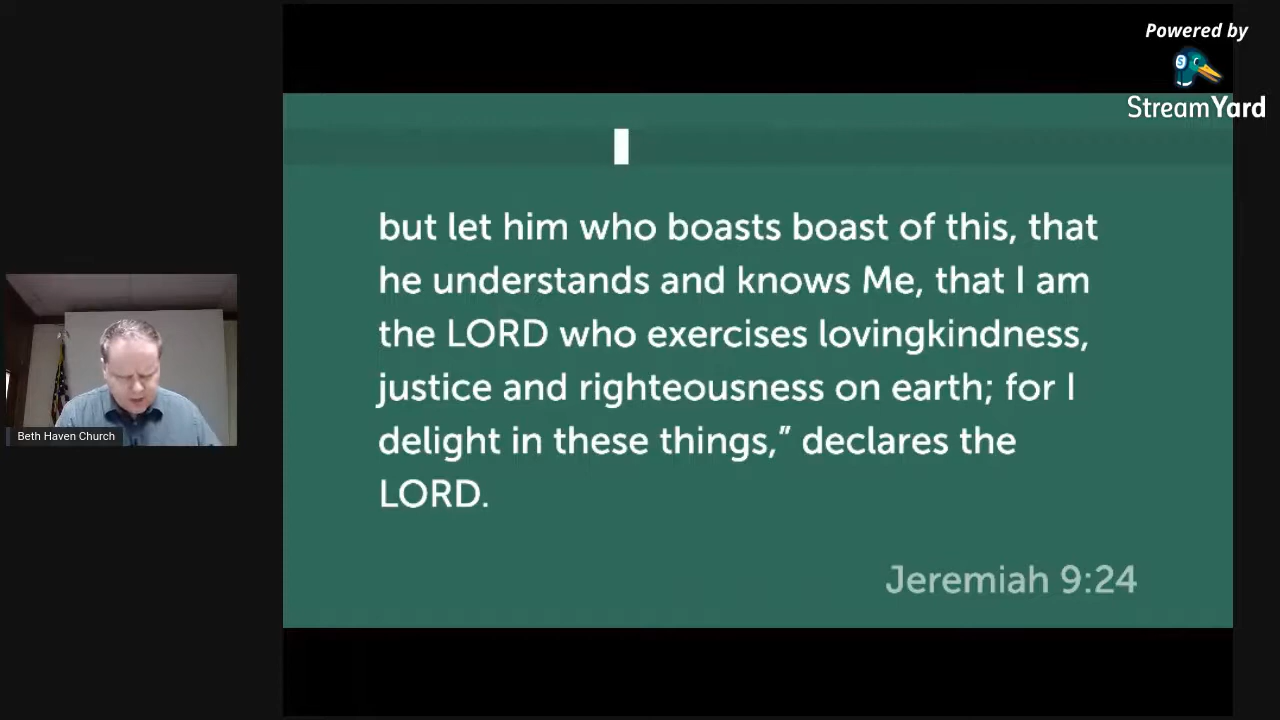 Powered by
StreamYard
but let him who boasts boast of this, that
he understands and knows Me, that I am
the LORD who exercises lovingkindness,
justice and righteousness on earth; for I
delight in these things,” declares the
LORD.
Jeremiah 9:24
Beth Haven Church